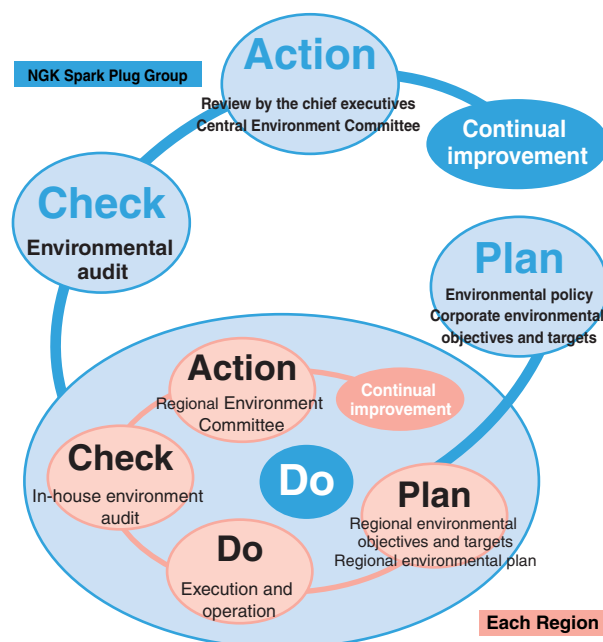 Action
NGK Spark Plug Group
Review by the chief executives
Central Environment Committee
Continual
improvement
Check
Environmental
audit
Plan
Environmental policy
Corporate environmental
objectives and targets
Action
Regional Environment
Committee
Continual
improvement
Check
In-house environment
audit
Do
Plan
Regional environmental
objectives and targets
Regional environmental plan
Do
Execution and
operation
Each Region